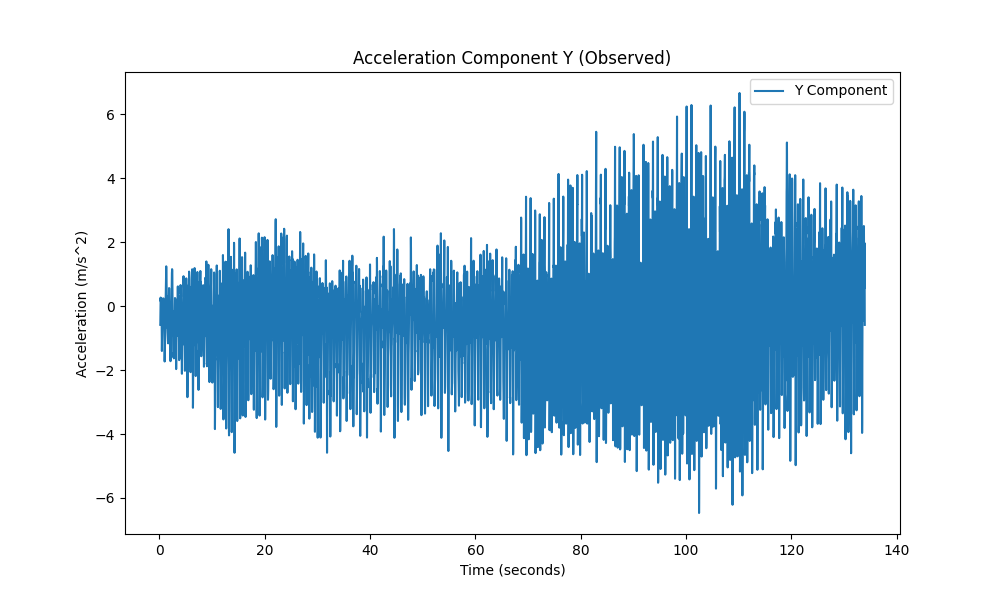 Acceleration Component Y (Observed)
Y Component
Acceleration (m/s^2)
6
4
2
0
−2
−4
−6
0 20 40 60 80 100 120 140
Time (seconds)